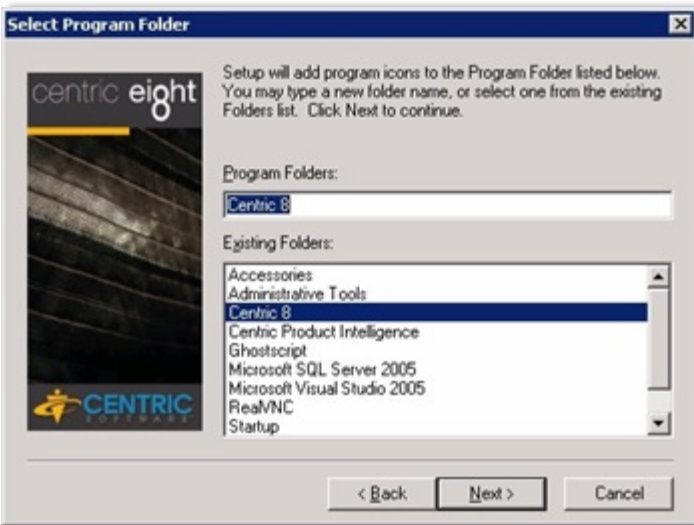 Select Program Folder
centric eight
Setup will add program icons to the Program Folder listed below.
You may type a new folder name, or select one from the existing
Folders list. Click Next to continue.
Program Folders:
Centric 8
Existing Folders:
Accessories
Administrative Tools
Centric 8
Centric Product Intelligence
Ghostscript
Microsoft SQL Server 2005
Microsoft Visual Studio 2005
RealVNC
Startup
CENTRIC
SOFTWARE
< Back
Next >
Cancel